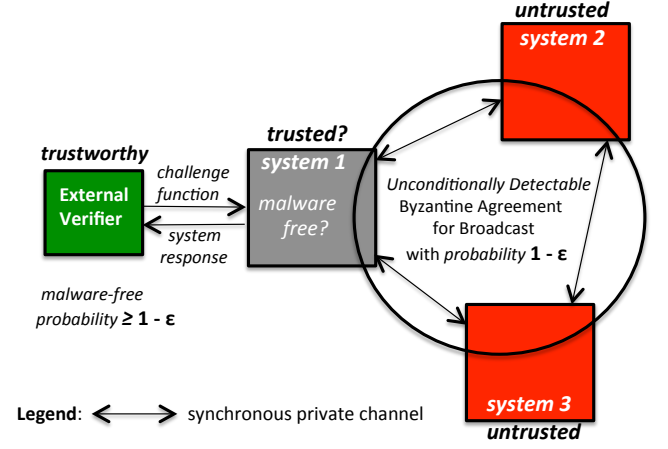 untrusted
system 2
trusted?
system 1
malware
free?
trustworthy
External
Verifier
challenge
function
system
response
Unconditionally Detectable
Byzantine Agreement
for Broadcast
with probability 1 - ε
malware-free
probability ≥ 1 - ε
system 3
untrusted
Legend: synchronous private channel